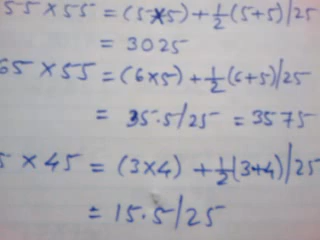 55 × 55 = (5×5) + 1/2 (5+5)/25
= 3025
65 × 55 = (6×5) + 1/2 (6+5)/25
= 35.5/25 = 3575
5 × 45 = (3×4) + 1/2 (3+4)/25
= 15.5/25